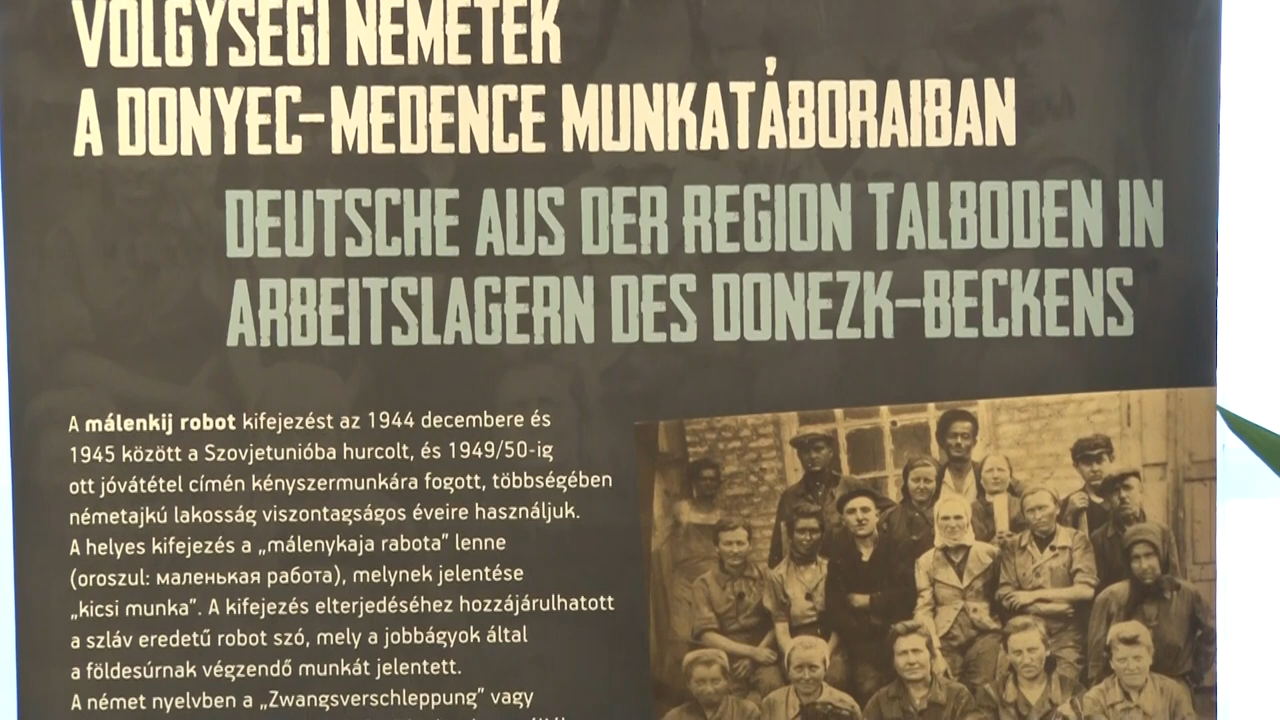 VÖLGYSÉGI NÉMETEK
A DONYEC-MEDENCE MUNKATÁBORAIBAN
DEUTSCHE AUS DER REGION TALBODEN IN
ARBEITSLAGERN DES DONEZK-BECKENS
A málenkij robot kifejezést az 1944 decembere és
1945 között a Szovjetunióba hurcolt, és 1949/50-ig
ott jóvátétel címén kényszermunkára fogott, többségében
németajkú lakosság viszontagságos éveire használjuk.
A helyes kifejezés a „málenykaja rabota” lenne
(oroszul: маленькая работа), melynek jelentése
„kicsi munka”. A kifejezés elterjedéséhez hozzájárulhatott
a szláv eredetű robot szó, mely a jobbágyok által
a földesúrnak végzendő munkát jelentett.
A német nyelvben a „Zwangsverschleppung” vagy